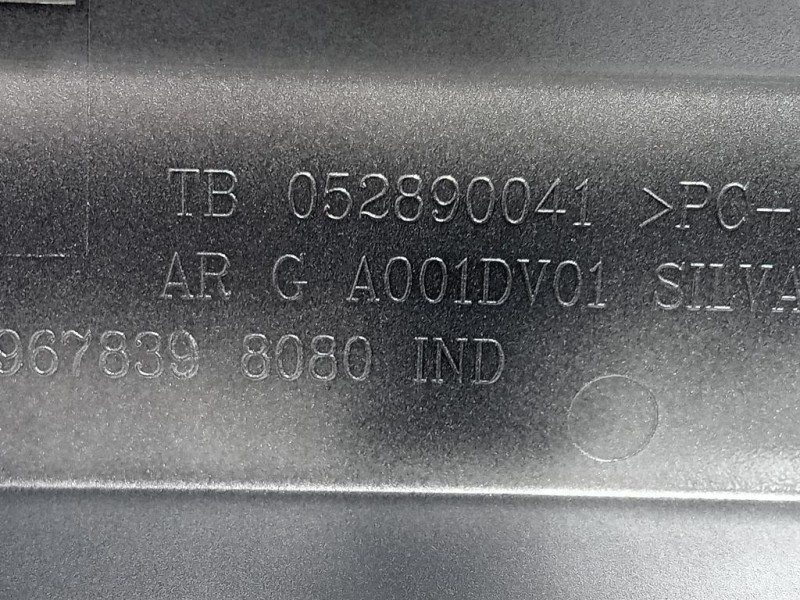 TB 052890041 >PC-
AR G A001DV01 SILVA
967839 8080 IND